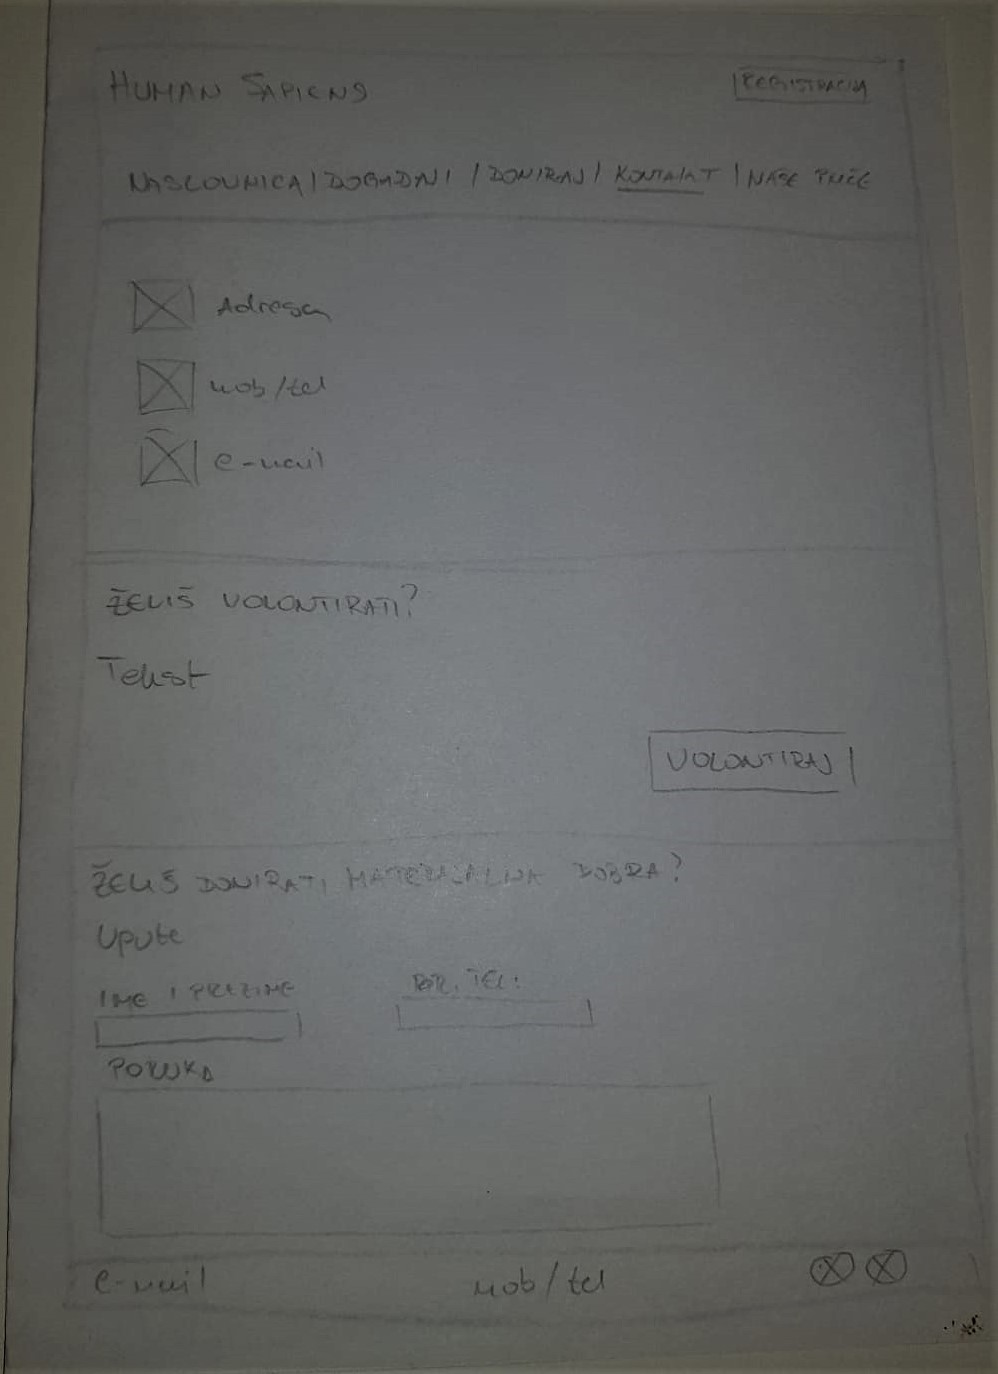 HUMAN SAPIENS
REGISTRACIJA
NASLOVNICA | DOGAĐAJI | DONIRAJ | KONTAKT | NAŠE PRIČE
Adresa
mob/tel
e-mail
ŽELIŠ VOLONTIRATI?
Tekst
VOLONTIRAJ
ŽELIŠ DONIRATI MATERIJALNA DOBRA?
Upute
IME I PREZIME
BR. TEL:
PORUKA
e-mail mob/tel